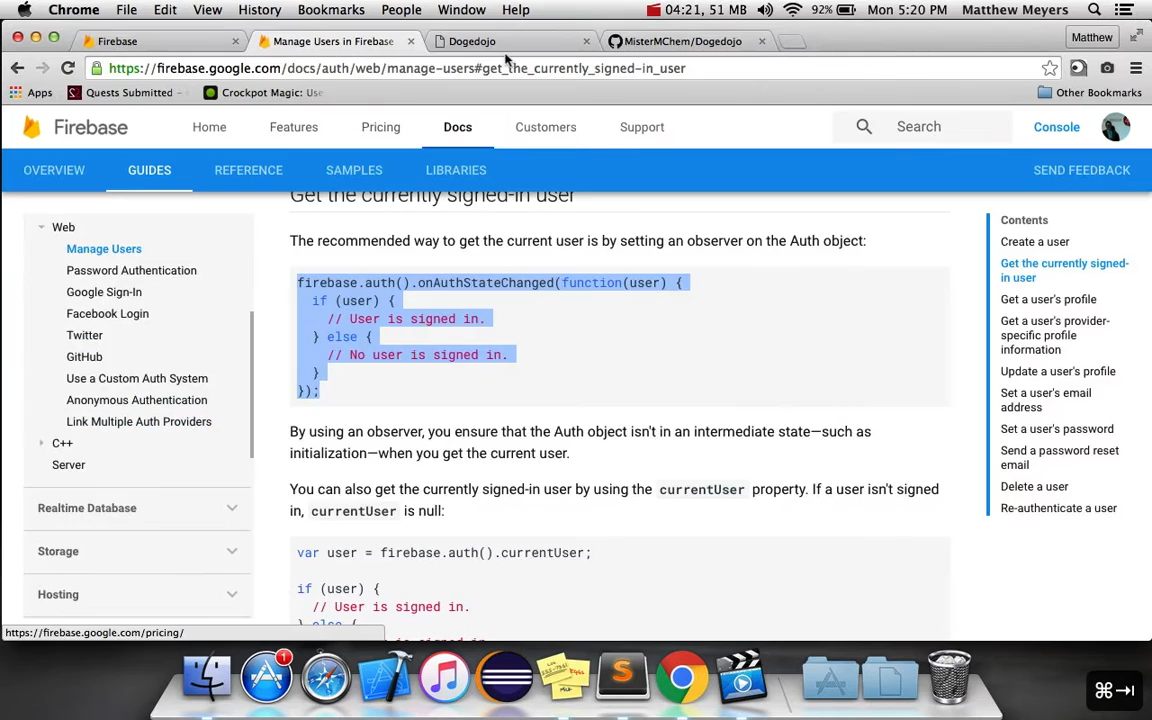 Chrome File Edit View History Bookmarks People Window Help 04:21, 51 MB 92% Mon 5:20 PM Matthew Meyers
Firebase
Manage Users in Firebase
Dogedojo
MisterMChem/Dogedojo
Matthew
https://firebase.google.com/docs/auth/web/manage-users#get_the_currently_signed-in_user
Apps Quests Submitted - Crockpot Magic: Use Other Bookmarks
Firebase Home Features Pricing Docs Customers Support Search Console
OVERVIEW GUIDES REFERENCE SAMPLES LIBRARIES SEND FEEDBACK
Web
Manage Users
Password Authentication
Google Sign-In
Facebook Login
Twitter
GitHub
Use a Custom Auth System
Anonymous Authentication
Link Multiple Auth Providers
C++
Server
Realtime Database
Storage
Hosting
Get the currently signed-in user
The recommended way to get the current user is by setting an observer on the Auth object:
firebase.auth().onAuthStateChanged(function(user) {
if (user) {
// User is signed in.
} else {
// No user is signed in.
}
});
By using an observer, you ensure that the Auth object isn't in an intermediate state—such as
initialization—when you get the current user.
You can also get the currently signed-in user by using the currentUser property. If a user isn't signed
in, currentUser is null:
var user = firebase.auth().currentUser;
if (user) {
// User is signed in.
} else {
is signed in.
Contents
Create a user
Get the currently signed-
in user
Get a user's profile
Get a user's provider-
specific profile
information
Update a user's profile
Set a user's email
address
Set a user's password
Send a password reset
email
Delete a user
Re-authenticate a user
https://firebase.google.com/pricing/
1
⌘⇥